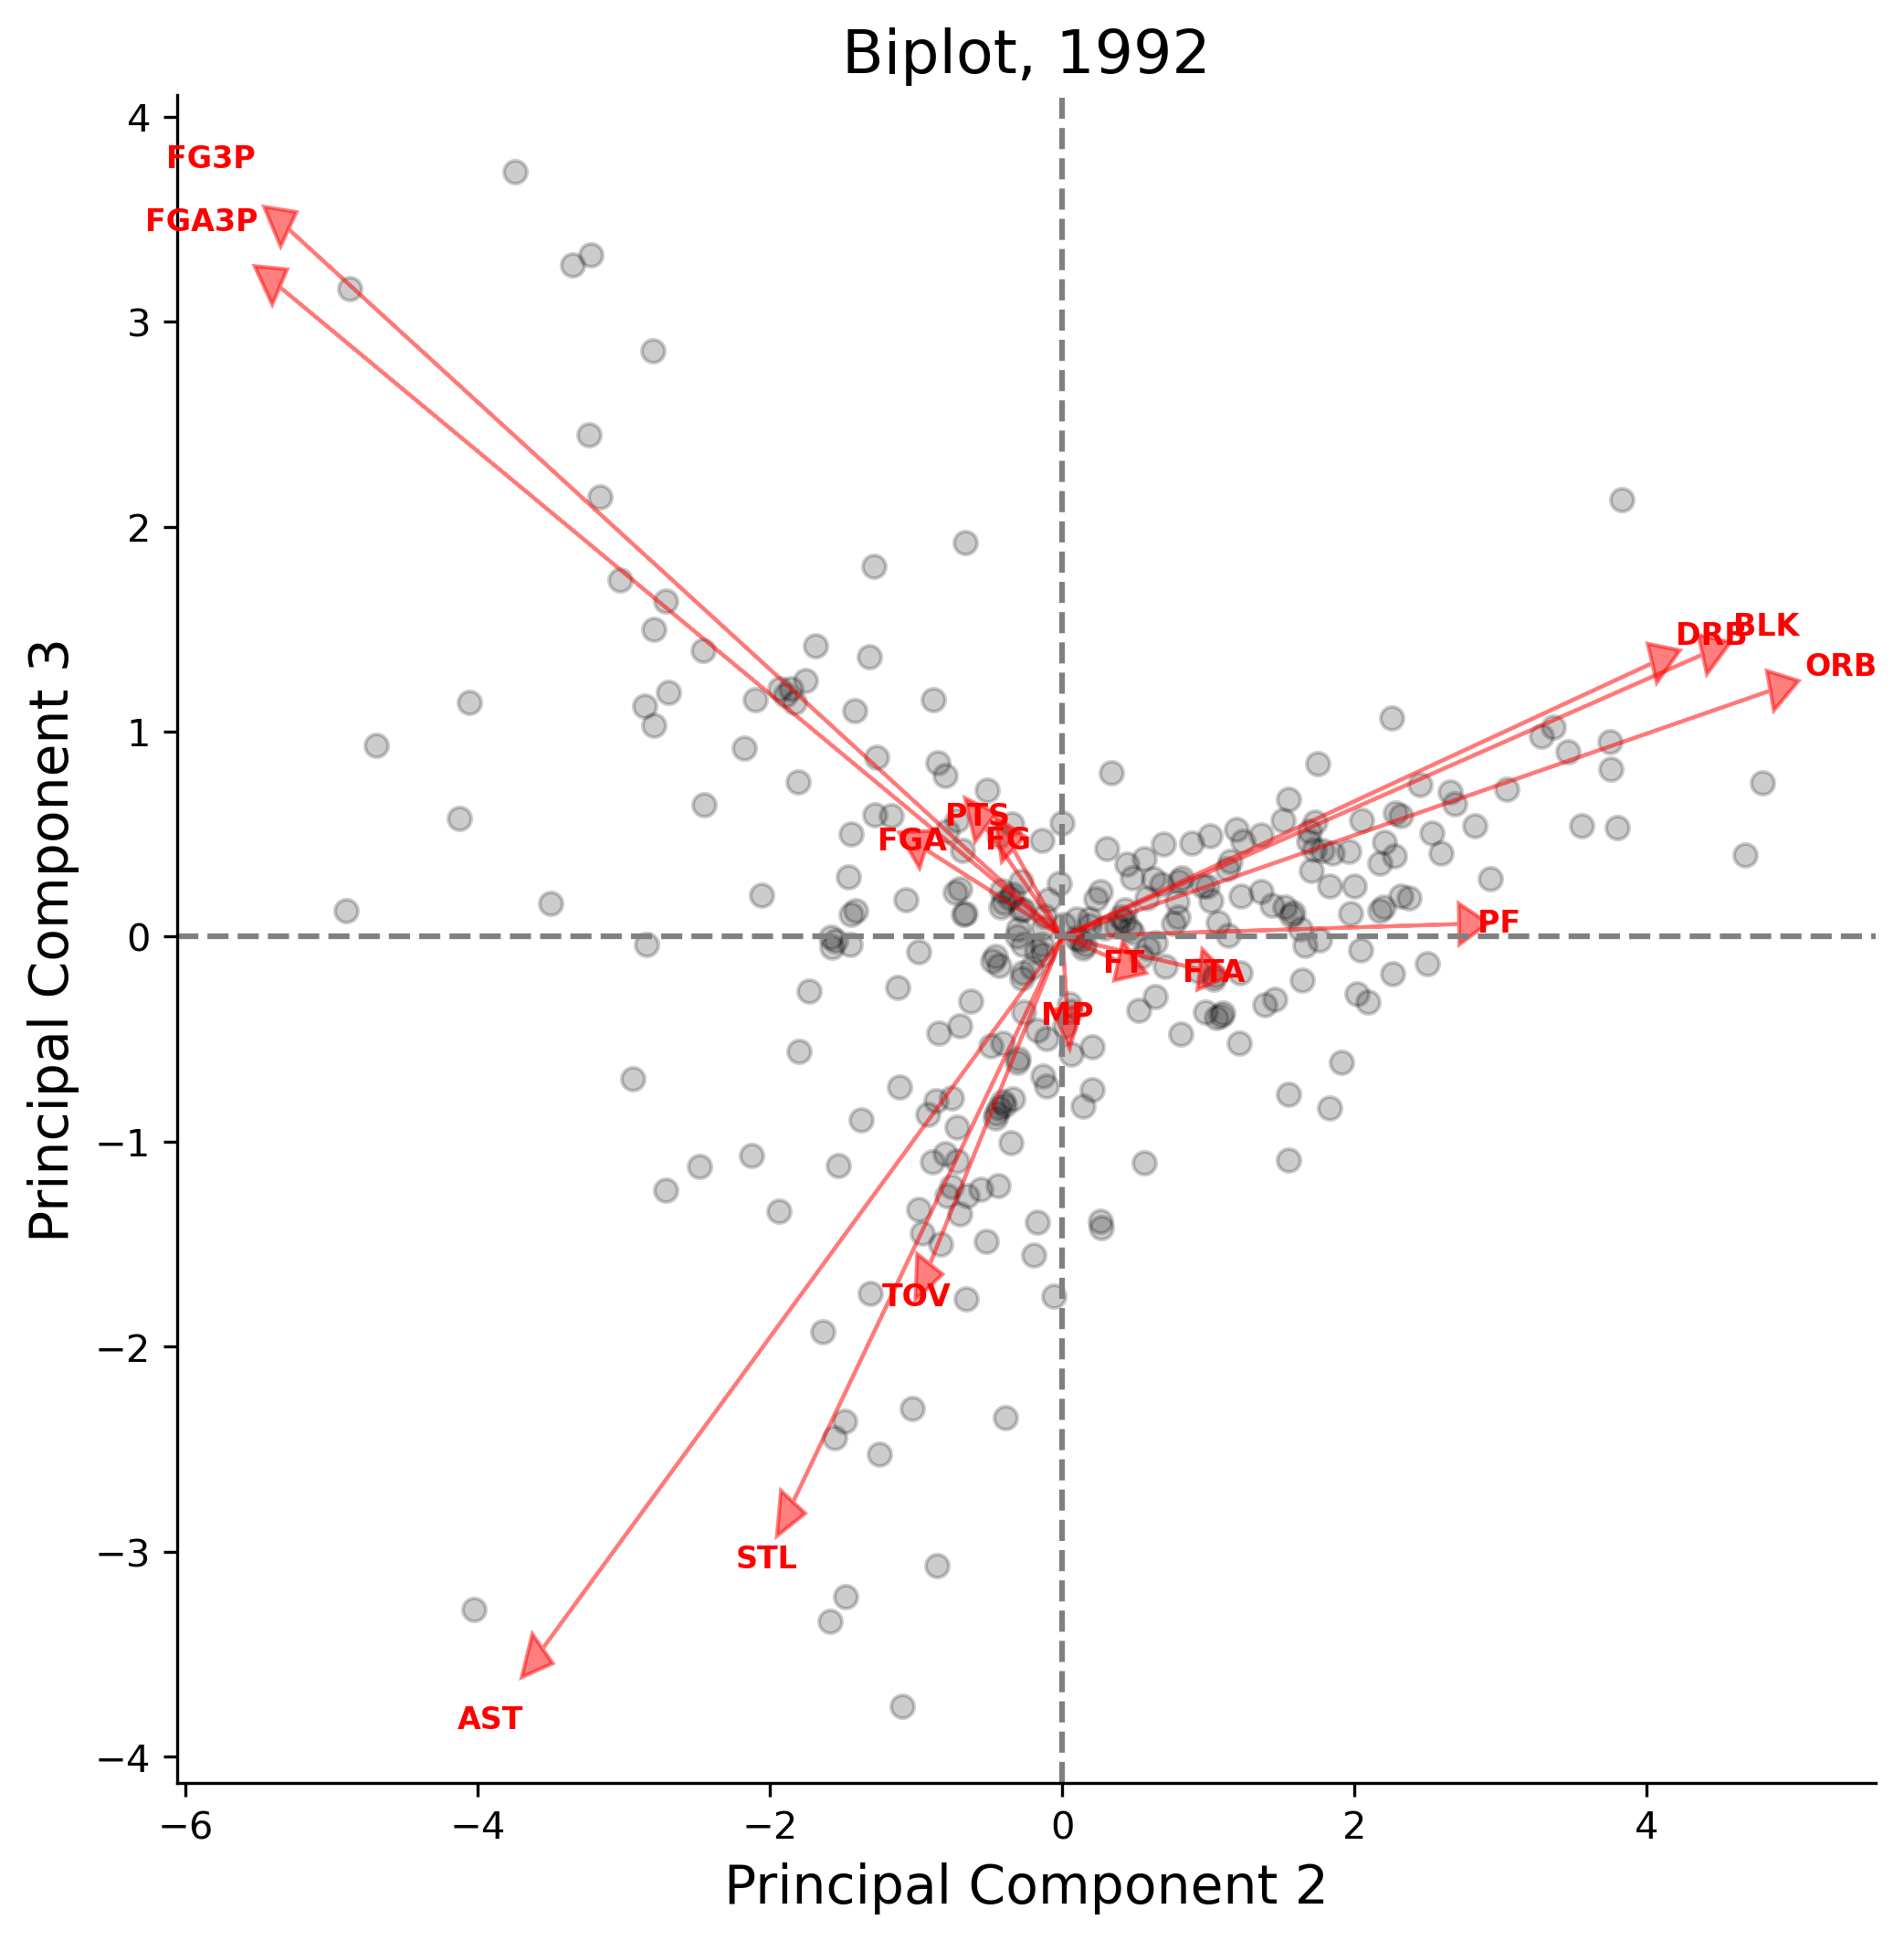 Biplot, 1992
4
3
2
1
0
−1
−2
−3
−4
Principal Component 3
FG3P
FGA3P
DRB
BLK
ORB
PTS
FGA
FG
PF
FT
FTA
MP
TOV
STL
AST
−6
−4
−2
0
2
4
Principal Component 2